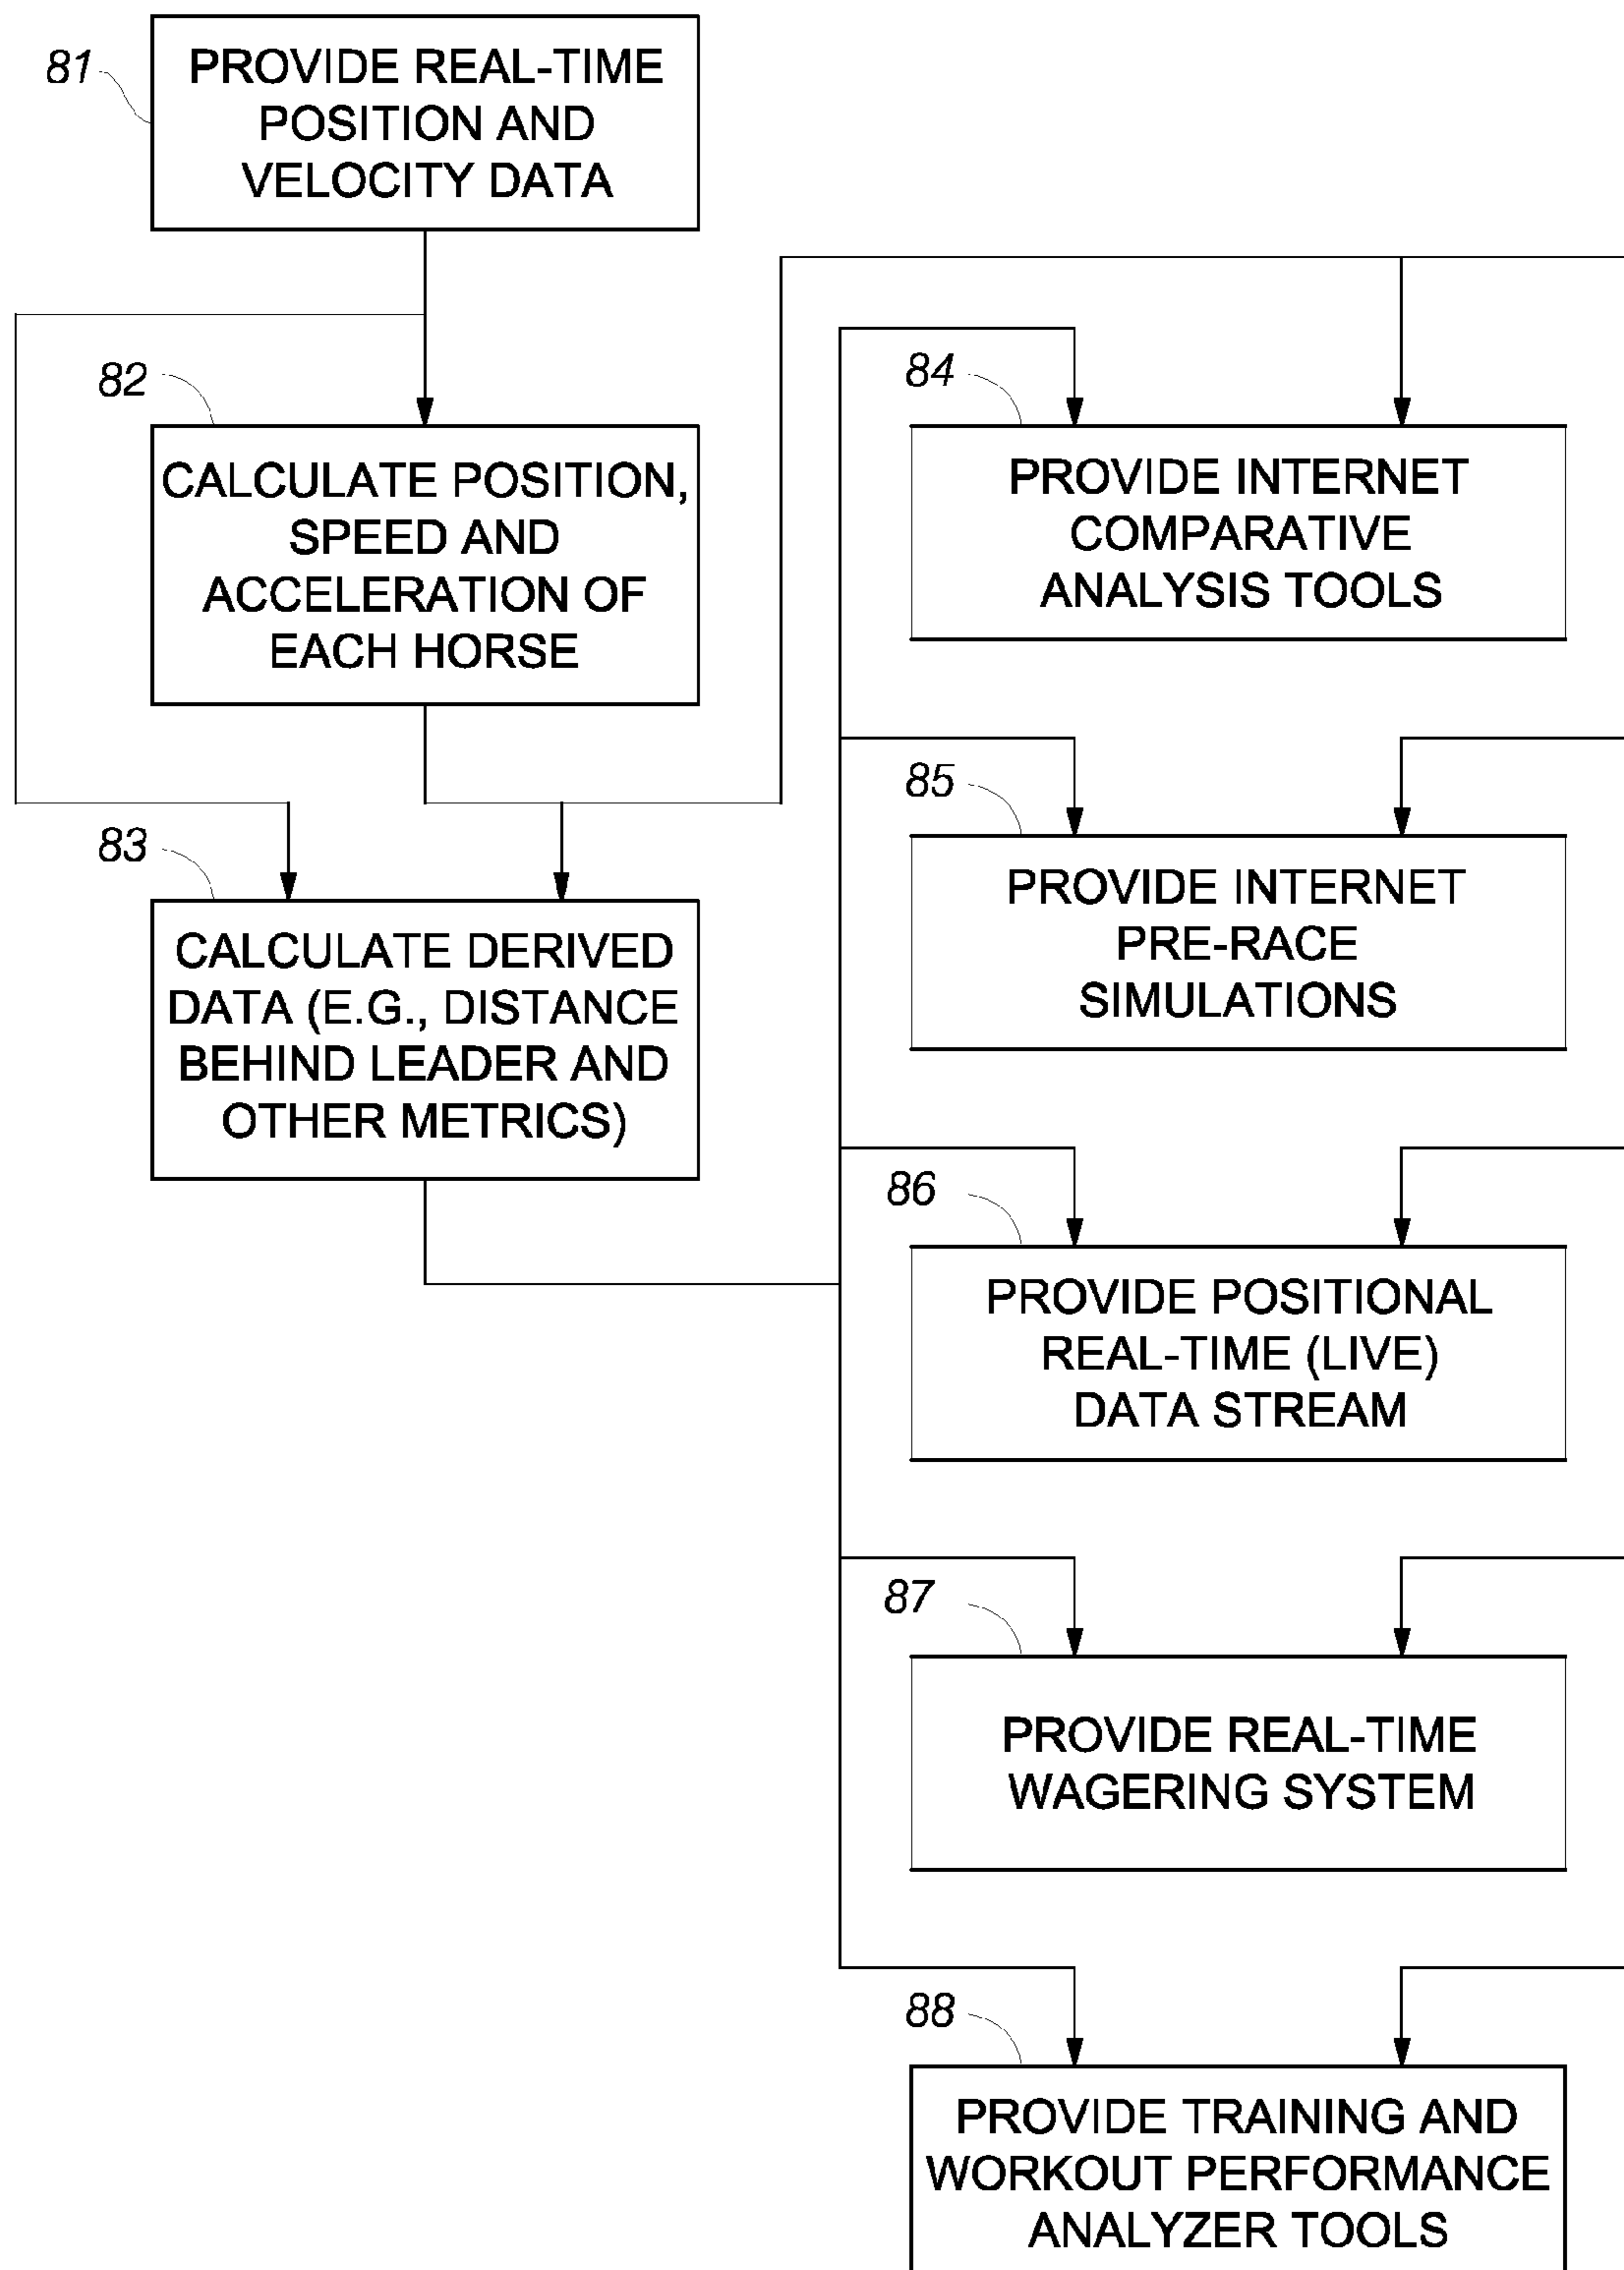 81
PROVIDE REAL-TIME
POSITION AND
VELOCITY DATA
82
CALCULATE POSITION,
SPEED AND
ACCELERATION OF
EACH HORSE
83
CALCULATE DERIVED
DATA (E.G., DISTANCE
BEHIND LEADER AND
OTHER METRICS)
84
PROVIDE INTERNET
COMPARATIVE
ANALYSIS TOOLS
85
PROVIDE INTERNET
PRE-RACE
SIMULATIONS
86
PROVIDE POSITIONAL
REAL-TIME (LIVE)
DATA STREAM
87
PROVIDE REAL-TIME
WAGERING SYSTEM
88
PROVIDE TRAINING AND
WORKOUT PERFORMANCE
ANALYZER TOOLS